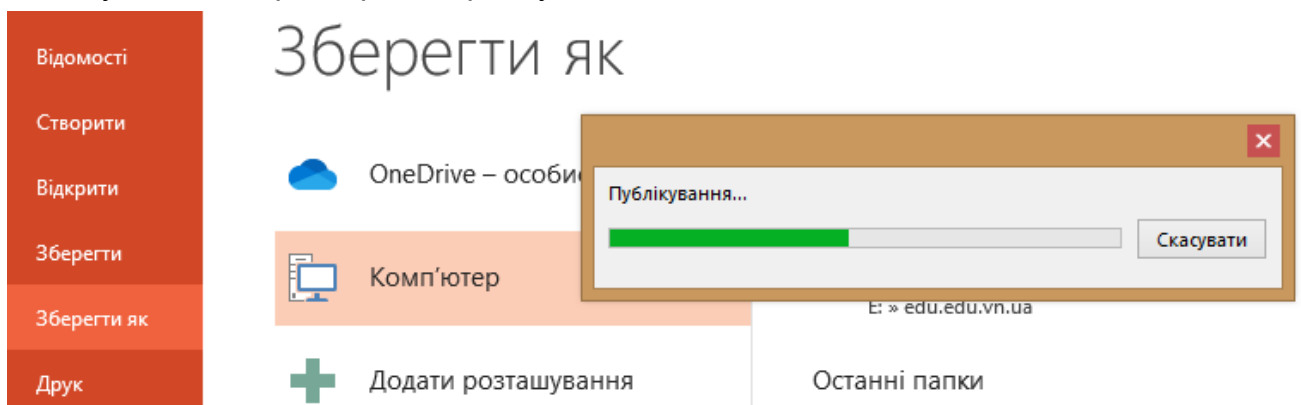 Відомості
Створити
Відкрити
Зберегти
Зберегти як
Друк
Зберегти як
OneDrive – особи
Комп'ютер
Додати розташування
Публікування...
Скасувати
E: » edu.edu.vn.ua
Останні папки